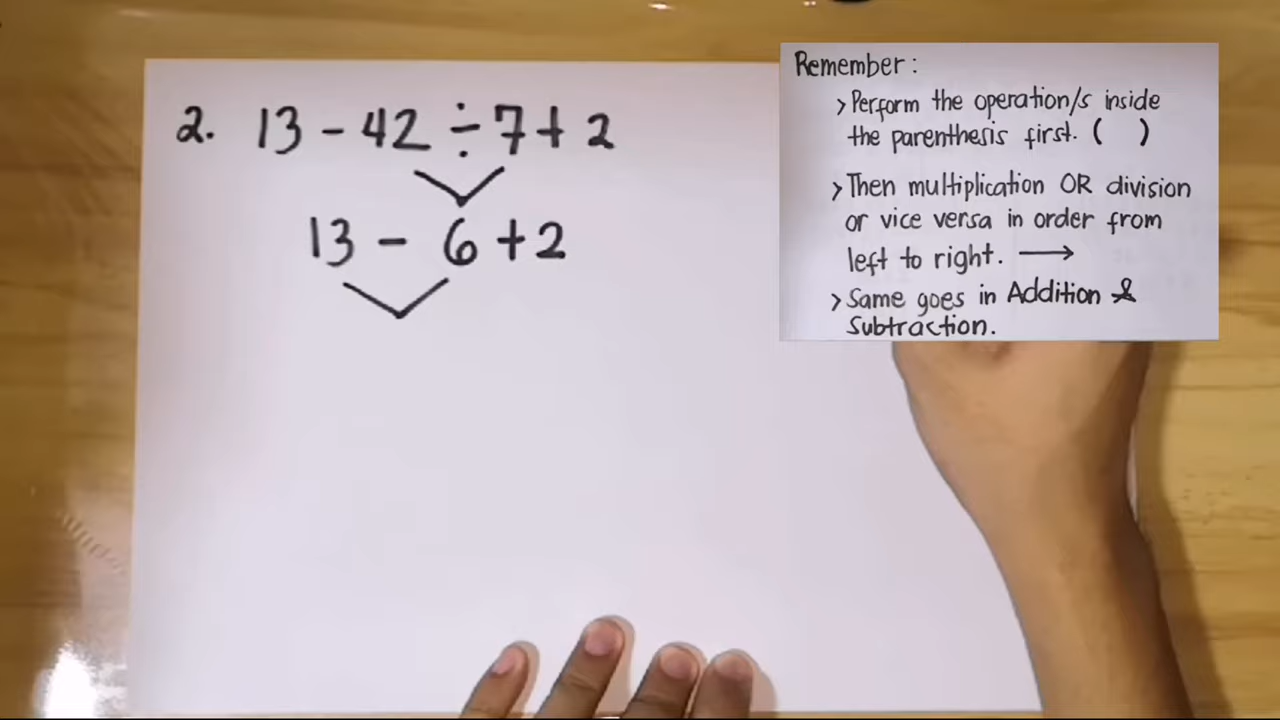 2. 13 - 42 ÷ 7 + 2
13 - 6 + 2
Remember:
> Perform the operation/s inside
the parenthesis first. ( )
> Then multiplication OR division
or vice versa in order from
left to right. →
> Same goes in Addition &
Subtraction.